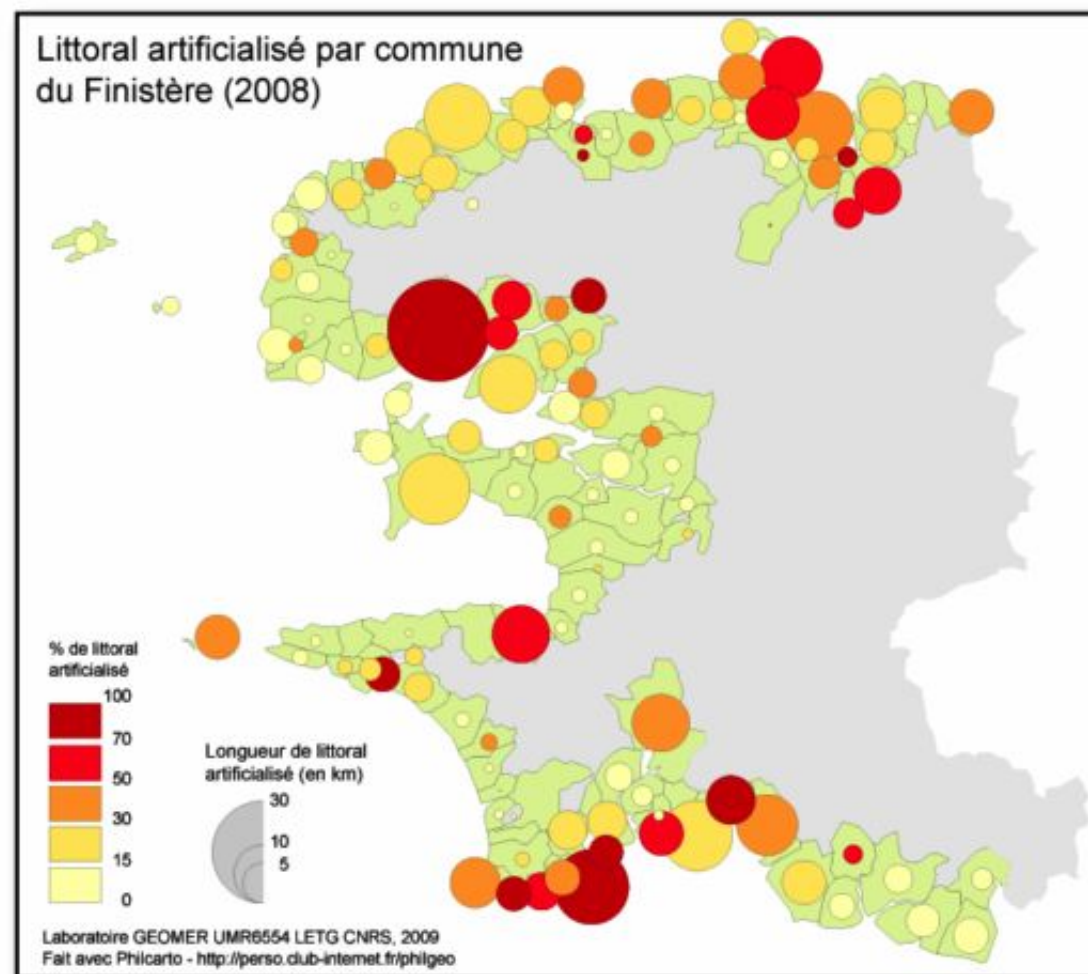 Littoral artificialisé par commune
du Finistère (2008)
% de littoral
artificialisé
100
70
50
30
15
0
Longueur de littoral
artificialisé (en km)
30
10
5
Laboratoire GEOMER UMR6554 LETG CNRS, 2009
Fait avec Philcarto - http://perso.club-internet.fr/philgeo